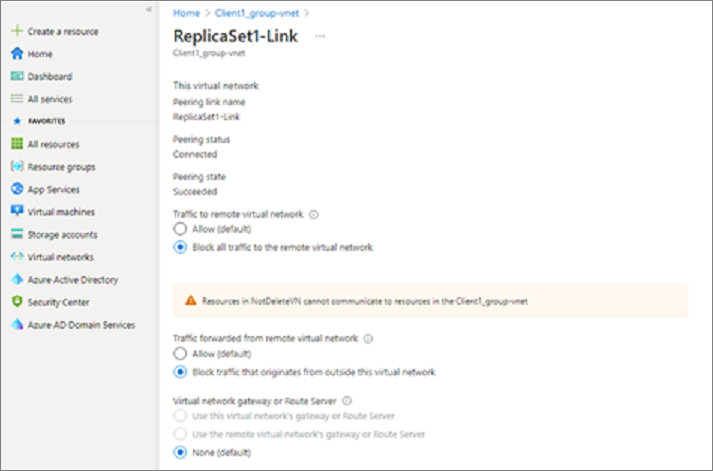 «
Home > Client1_group-vnet >
+ Create a resource
ReplicaSet1-Link ...
Home
Client1_group-vnet
Dashboard
All services
FAVORITES
All resources
Resource groups
App Services
Virtual machines
Storage accounts
Virtual networks
Azure Active Directory
Security Center
Azure AD Domain Services
This virtual network
Peering link name
ReplicaSet1-Link
Peering status
Connected
Peering state
Succeeded
Traffic to remote virtual network
Allow (default)
Block all traffic to the remote virtual network
Resources in NotDeleteVN cannot communicate to resources in the Client1_group-vnet
Traffic forwarded from remote virtual network
Allow (default)
Block traffic that originates from outside this virtual network
Virtual network gateway or Route Server
Use this virtual network's gateway or Route Server
Use the remote virtual network's gateway or Route Server
None (default)